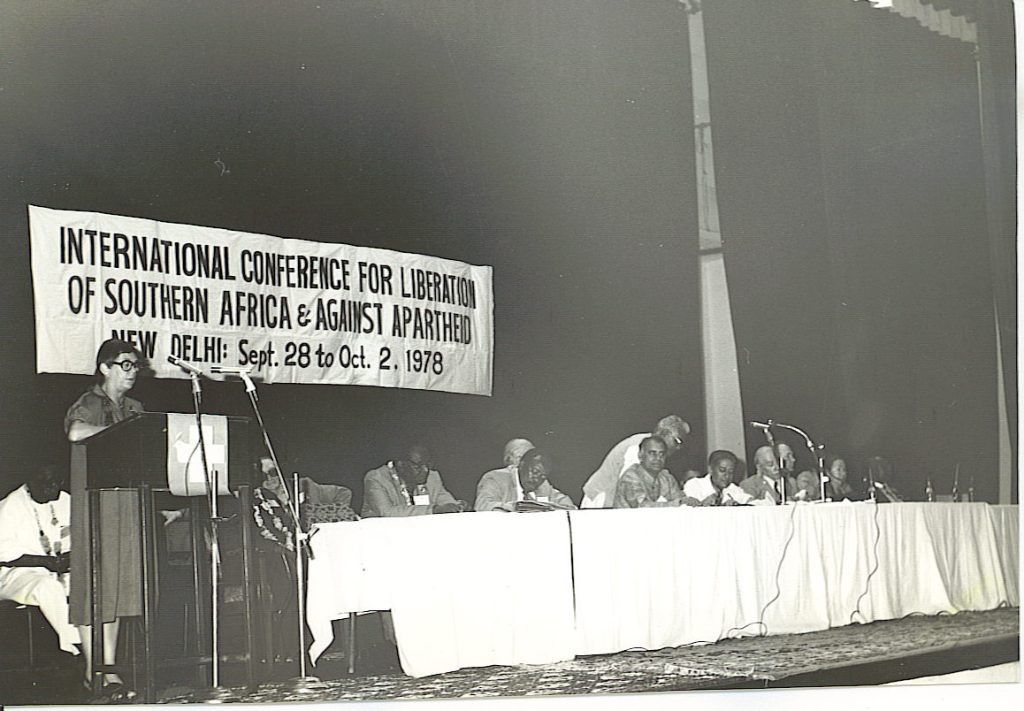 INTERNATIONAL CONFERENCE FOR LIBERATION
OF SOUTHERN AFRICA & AGAINST APARTHEID
NEW DELHI: Sept. 28 to Oct. 2. 1978